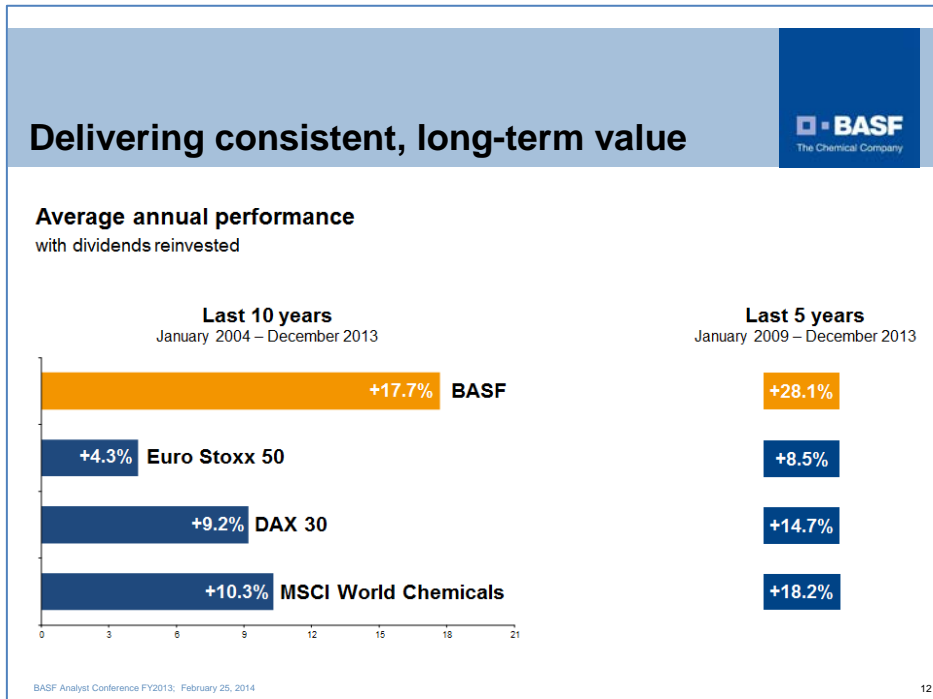 Delivering consistent, long-term value
BASF
The Chemical Company
Average annual performance
with dividends reinvested
Last 10 years
January 2004 – December 2013
Last 5 years
January 2009 – December 2013
+17.7% BASF
+28.1%
+4.3% Euro Stoxx 50
+8.5%
+9.2% DAX 30
+14.7%
+10.3% MSCI World Chemicals
+18.2%
0 3 6 9 12 15 18 21
BASF Analyst Conference FY2013; February 25, 2014
12